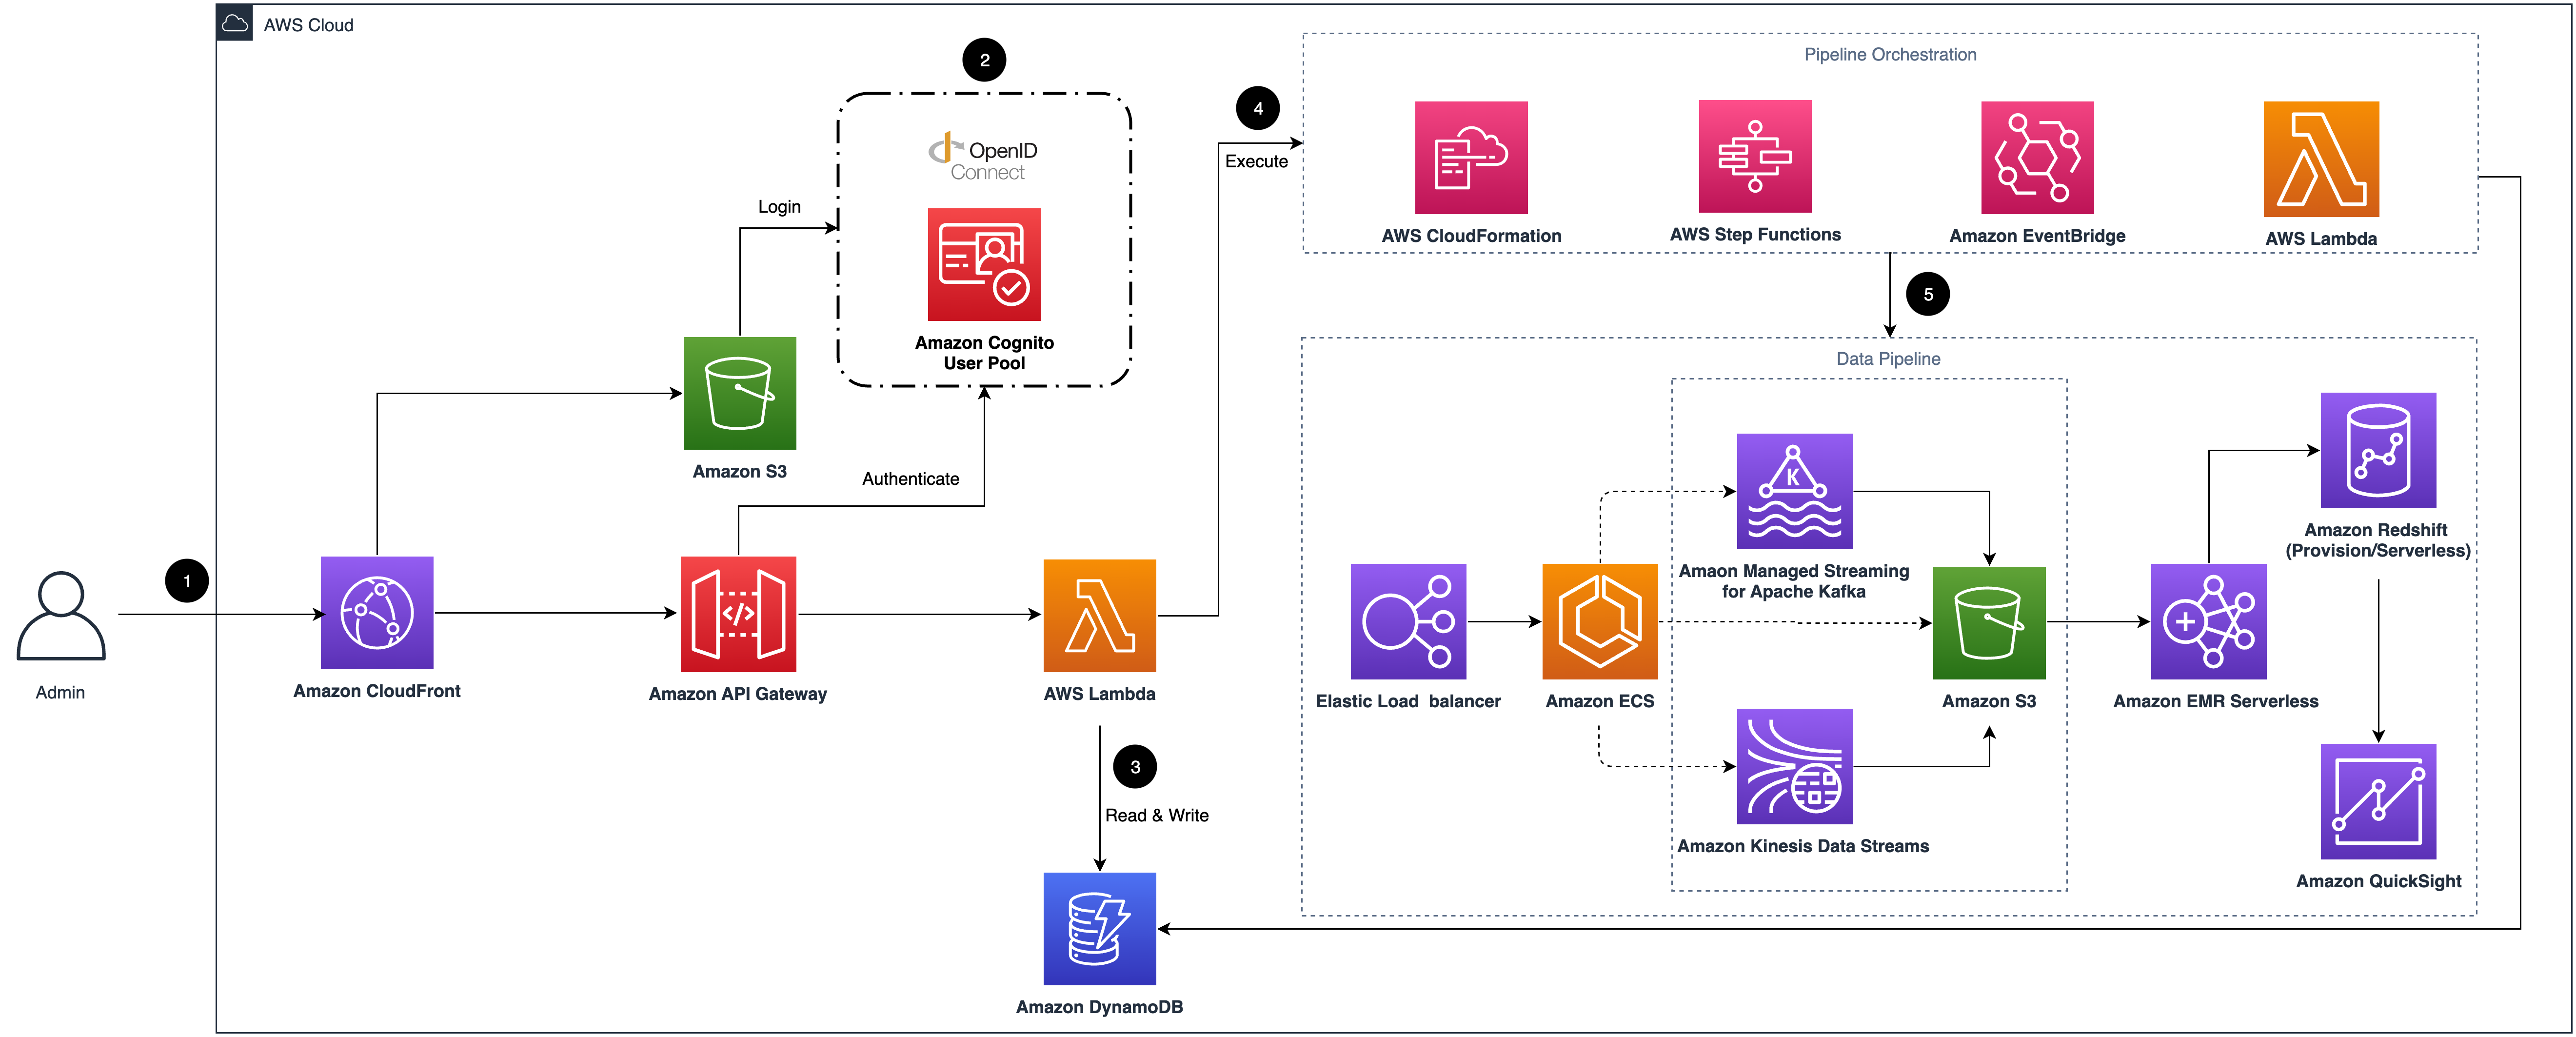 AWS Cloud
2
OpenID
Connect
Amazon Cognito
User Pool
Login
Amazon S3
Authenticate
1
Admin
Amazon CloudFront
Amazon API Gateway
AWS Lambda
3
Read & Write
Amazon DynamoDB
4
Execute
Pipeline Orchestration
AWS CloudFormation
AWS Step Functions
Amazon EventBridge
AWS Lambda
5
Data Pipeline
K
Amaon Managed Streaming
for Apache Kafka
Elastic Load  balancer
Amazon ECS
Amazon S3
Amazon Kinesis Data Streams
Amazon EMR Serverless
Amazon Redshift
(Provision/Serverless)
Amazon QuickSight